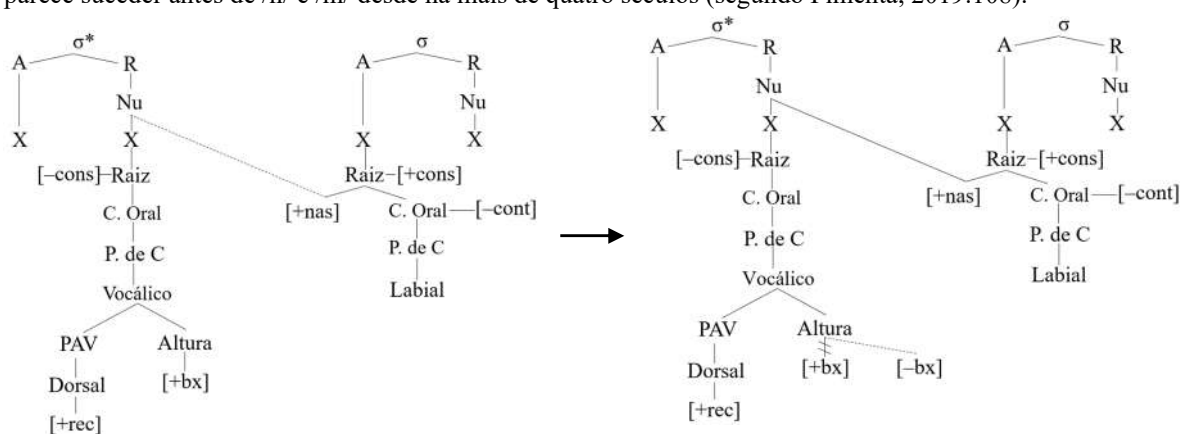 parece suceder antes de /n/ e /m/ desde há mais de quatro séculos (segundo Pimenta, 2019:108).
σ* σ σ* σ
A R A R A R A R
Nu Nu Nu Nu
X X X X X X X X
[–cons] Raiz Raiz [+cons] [–cons] Raiz Raiz [+cons]
C. Oral [+nas] C. Oral [–cont] C. Oral [+nas] C. Oral [–cont]
P. de C P. de C P. de C P. de C
Vocálico Labial Vocálico Labial
PAV Altura PAV Altura
Dorsal [+bx] Dorsal [+bx] [–bx]
[+rec] [+rec]